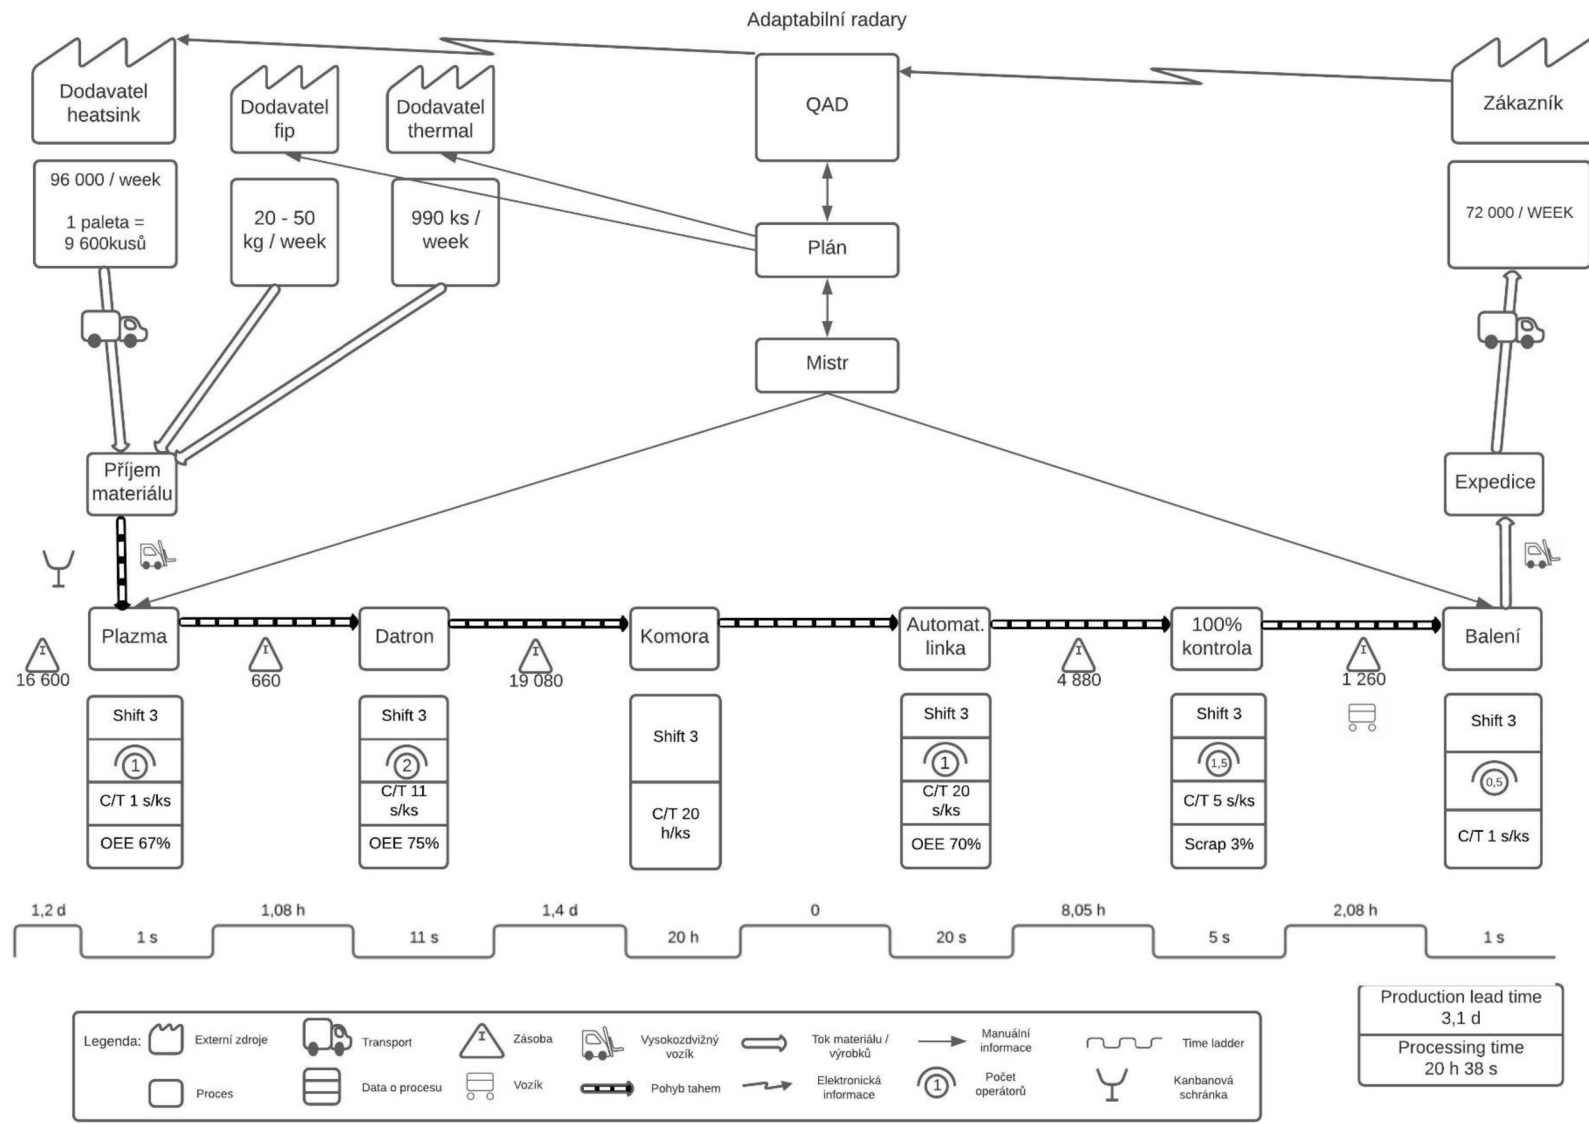 Adaptabilní radary
Dodavatel
heatsink
Dodavatel
fip
Dodavatel
thermal
QAD
Zákazník
96 000 / week
1 paleta =
9 600kusů
20 - 50
kg / week
990 ks /
week
Plán
72 000 / WEEK
Mistr
Příjem
materiálu
Expedice
Plazma
Datron
Komora
Automat.
linka
100%
kontrola
Balení
I
16 600
I
660
I
19 080
I
4 880
I
1 260
Shift 3
1
C/T 1 s/ks
OEE 67%
Shift 3
2
C/T 11
s/ks
OEE 75%
Shift 3
C/T 20
h/ks
Shift 3
1
C/T 20
s/ks
OEE 70%
Shift 3
1,5
C/T 5 s/ks
Scrap 3%
Shift 3
0,5
C/T 1 s/ks
1,2 d
1,08 h
1,4 d
0
8,05 h
2,08 h
1 s
11 s
20 h
20 s
5 s
1 s
Production lead time
3,1 d
Processing time
20 h 38 s
Legenda:
Externí zdroje
Transport
I
Zásoba
Vysokozdvižný
vozík
Tok materiálu /
výrobků
Manuální
informace
Time ladder
Proces
Data o procesu
Vozík
Pohyb tahem
Elektronická
informace
1
Počet
operátorů
Kanbanová
schránka